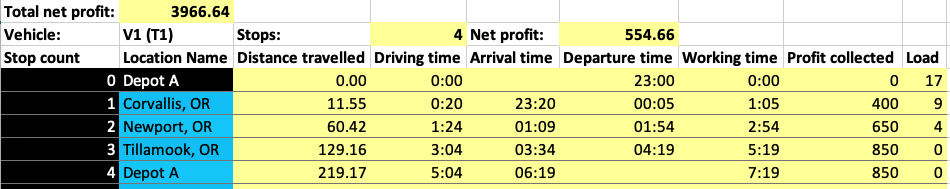 Total net profit: 3966.64
Vehicle: V1 (T1) Stops: 4 Net profit: 554.66
Stop count Location Name Distance travelled Driving time Arrival time Departure time Working time Profit collected Load
0 Depot A 0.00 0:00 23:00 0:00 0 17
1 Corvallis, OR 11.55 0:20 23:20 00:05 1:05 400 9
2 Newport, OR 60.42 1:24 01:09 01:54 2:54 650 4
3 Tillamook, OR 129.16 3:04 03:34 04:19 5:19 850 0
4 Depot A 219.17 5:04 06:19 7:19 850 0